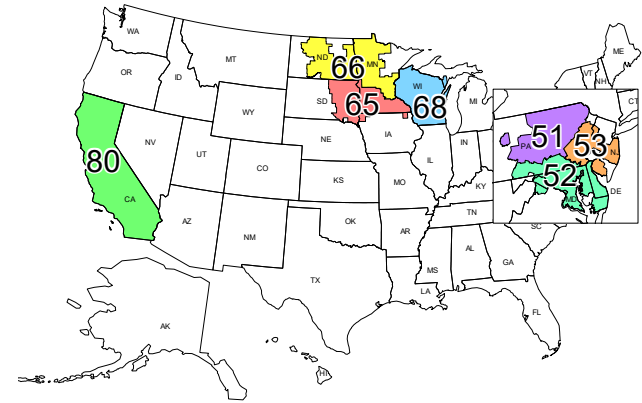 WA
ME
MT
ND
MN
VT
NH
OR
ID
66
WI
SD
MI
CT
WY
65
68
51
53
PA
NJ
NV
NE
IA
80
UT
IL
IN
52
CO
KS
MO
KY
MD
DE
CA
TN
AZ
NM
OK
AR
SC
MS
AL
GA
TX
LA
FL
AK
HI